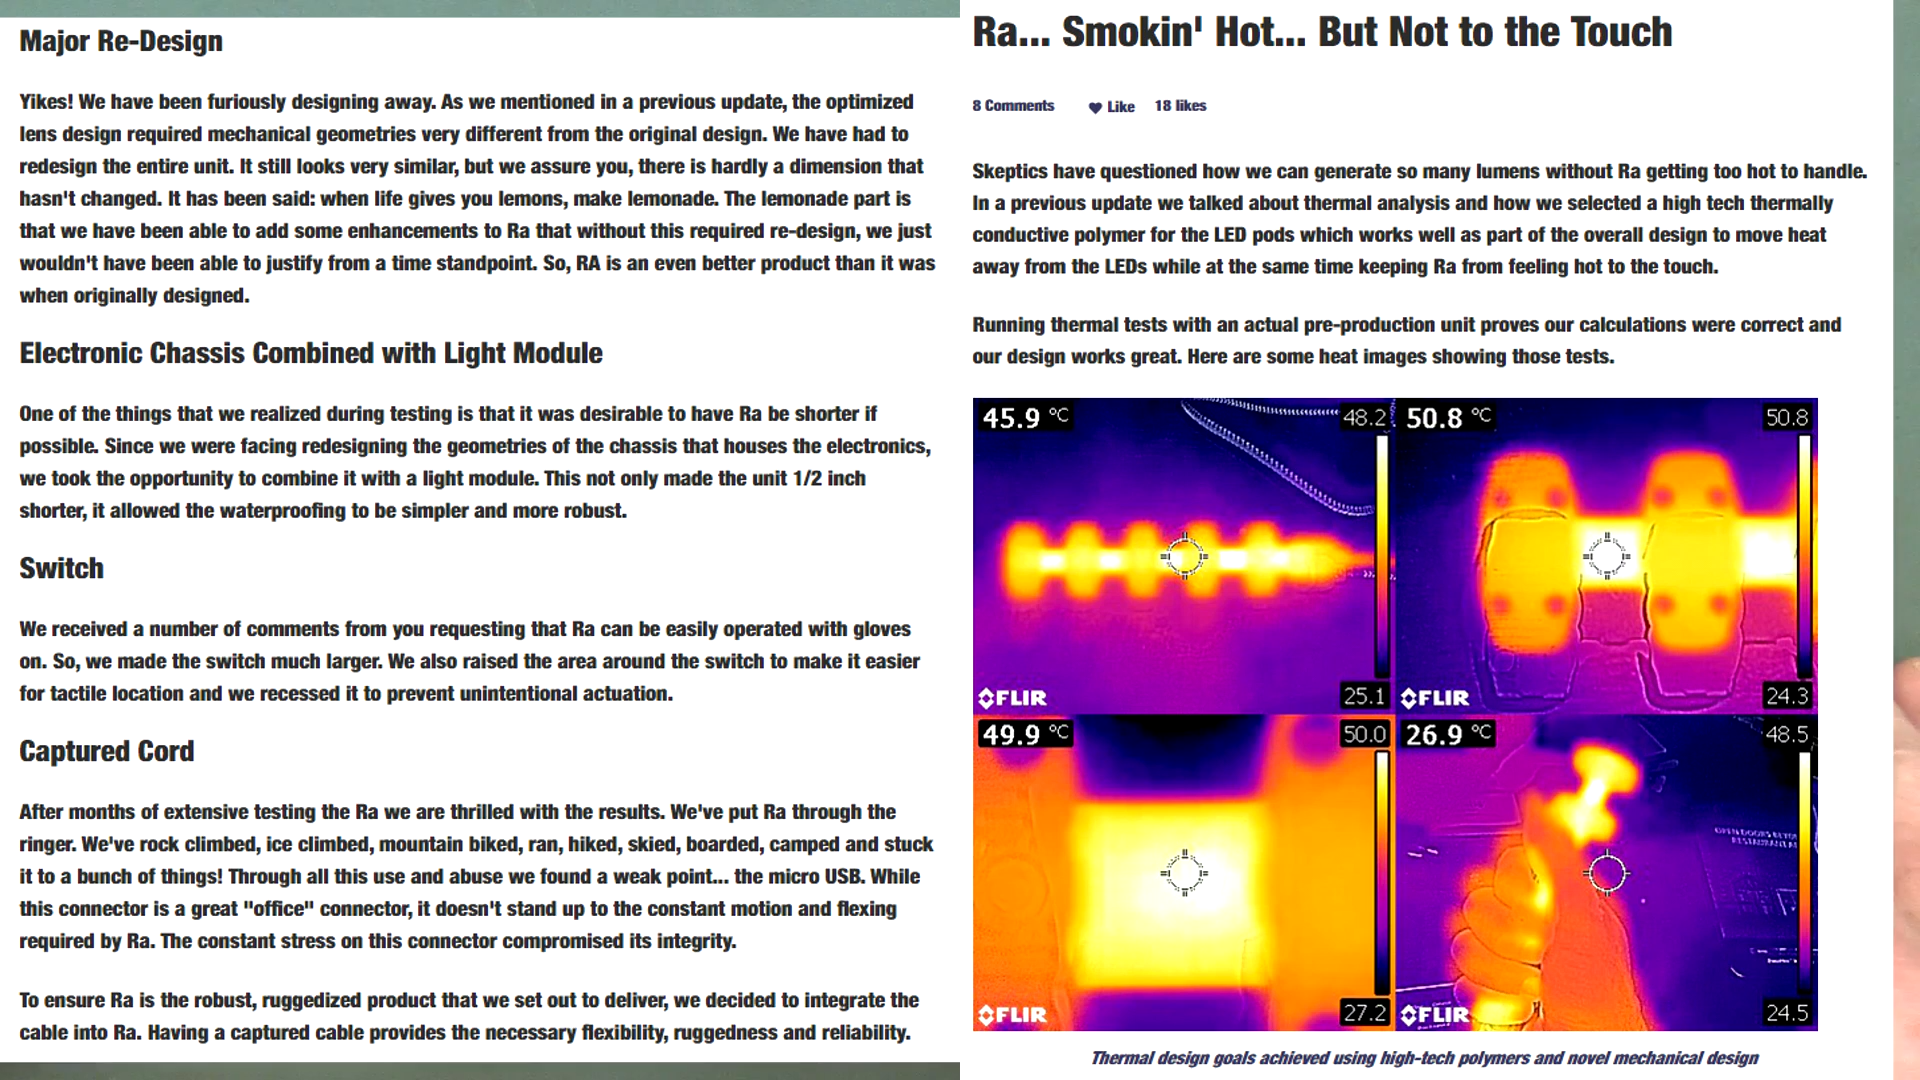 Major Re-Design
Yikes! We have been furiously designing away. As we mentioned in a previous update, the optimized
lens design required mechanical geometries very different from the original design. We have had to
redesign the entire unit. It still looks very similar, but we assure you, there is hardly a dimension that
hasn't changed. It has been said: when life gives you lemons, make lemonade. The lemonade part is
that we have been able to add some enhancements to Ra that without this required re-design, we just
wouldn't have been able to justify from a time standpoint. So, RA is an even better product than it was
when originally designed.
Electronic Chassis Combined with Light Module
One of the things that we realized during testing is that it was desirable to have Ra be shorter if
possible. Since we were facing redesigning the geometries of the chassis that houses the electronics,
we took the opportunity to combine it with a light module. This not only made the unit 1/2 inch
shorter, it allowed the waterproofing to be simpler and more robust.
Switch
We received a number of comments from you requesting that Ra can be easily operated with gloves
on. So, we made the switch much larger. We also raised the area around the switch to make it easier
for tactile location and we recessed it to prevent unintentional actuation.
Captured Cord
After months of extensive testing the Ra we are thrilled with the results. We've put Ra through the
ringer. We've rock climbed, ice climbed, mountain biked, ran, hiked, skied, boarded, camped and stuck
it to a bunch of things! Through all this use and abuse we found a weak point... the micro USB. While
this connector is a great "office" connector, it doesn't stand up to the constant motion and flexing
required by Ra. The constant stress on this connector compromised its integrity.
To ensure Ra is the robust, ruggedized product that we set out to deliver, we decided to integrate the
cable into Ra. Having a captured cable provides the necessary flexibility, ruggedness and reliability.
Ra... Smokin' Hot... But Not to the Touch
8 Comments Like 18 likes
Skeptics have questioned how we can generate so many lumens without Ra getting too hot to handle.
In a previous update we talked about thermal analysis and how we selected a high tech thermally
conductive polymer for the LED pods which works well as part of the overall design to move heat
away from the LEDs while at the same time keeping Ra from feeling hot to the touch.
Running thermal tests with an actual pre-production unit proves our calculations were correct and
our design works great. Here are some heat images showing those tests.
45.9 °C 48.2
FLIR 25.1
50.8 °C 50.8
FLIR 24.3
49.9 °C 50.0
FLIR 27.2
26.9 °C 48.5
FLIR 24.5
Thermal design goals achieved using high-tech polymers and novel mechanical design